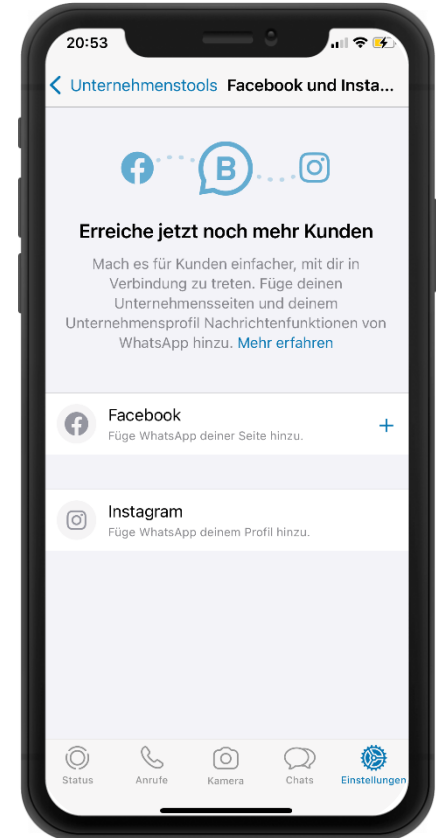 20:53
Unternehmenstools Facebook und Insta...
B
Erreiche jetzt noch mehr Kunden
Mach es für Kunden einfacher, mit dir in
Verbindung zu treten. Füge deinen
Unternehmensseiten und deinem
Unternehmensprofil Nachrichtenfunktionen von
WhatsApp hinzu. Mehr erfahren
Facebook
Füge WhatsApp deiner Seite hinzu.
Instagram
Füge WhatsApp deinem Profil hinzu.
Status Anrufe Kamera Chats Einstellungen